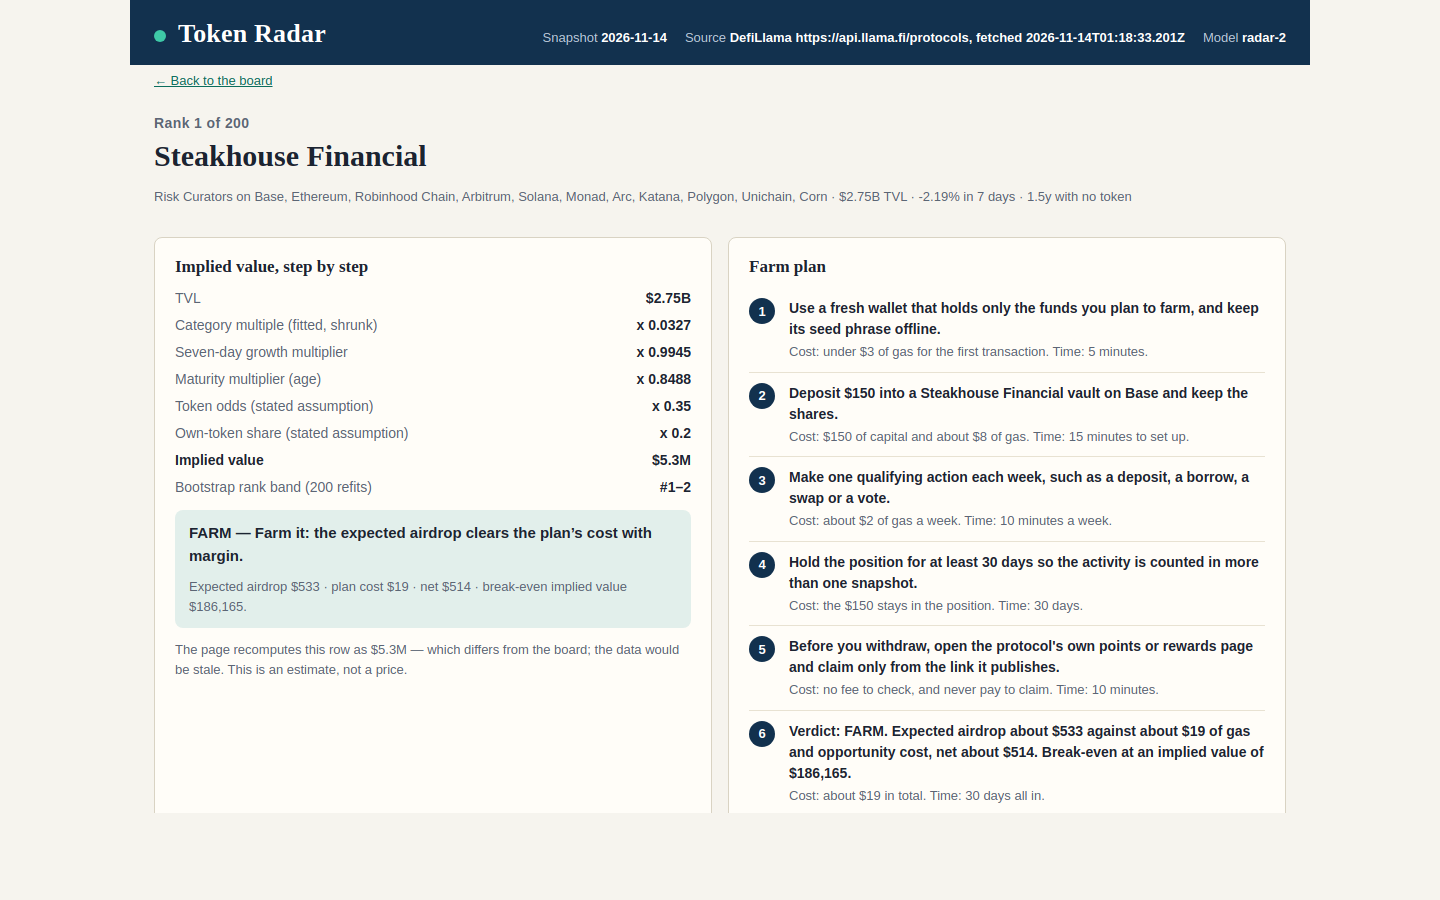 Token Radar
Snapshot 2026-11-14 Source DefiLlama https://api.llama.fi/protocols, fetched 2026-11-14T01:18:33.201Z Model radar-2
← Back to the board
Rank 1 of 200
Steakhouse Financial
Risk Curators on Base, Ethereum, Robinhood Chain, Arbitrum, Solana, Monad, Arc, Katana, Polygon, Unichain, Corn · $2.75B TVL · -2.19% in 7 days · 1.5y with no token
Implied value, step by step
TVL $2.75B
Category multiple (fitted, shrunk) x 0.0327
Seven-day growth multiplier x 0.9945
Maturity multiplier (age) x 0.8488
Token odds (stated assumption) x 0.35
Own-token share (stated assumption) x 0.2
Implied value $5.3M
Bootstrap rank band (200 refits) #1–2
FARM — Farm it: the expected airdrop clears the plan’s cost with
margin.
Expected airdrop $533 · plan cost $19 · net $514 · break-even implied value
$186,165.
The page recomputes this row as $5.3M — which differs from the board; the data would
be stale. This is an estimate, not a price.
Farm plan
1 Use a fresh wallet that holds only the funds you plan to farm, and keep
its seed phrase offline.
Cost: under $3 of gas for the first transaction. Time: 5 minutes.
2 Deposit $150 into a Steakhouse Financial vault on Base and keep the
shares.
Cost: $150 of capital and about $8 of gas. Time: 15 minutes to set up.
3 Make one qualifying action each week, such as a deposit, a borrow, a
swap or a vote.
Cost: about $2 of gas a week. Time: 10 minutes a week.
4 Hold the position for at least 30 days so the activity is counted in more
than one snapshot.
Cost: the $150 stays in the position. Time: 30 days.
5 Before you withdraw, open the protocol's own points or rewards page
and claim only from the link it publishes.
Cost: no fee to check, and never pay to claim. Time: 10 minutes.
6 Verdict: FARM. Expected airdrop about $533 against about $19 of gas
and opportunity cost, net about $514. Break-even at an implied value of
$186,165.
Cost: about $19 in total. Time: 30 days all in.